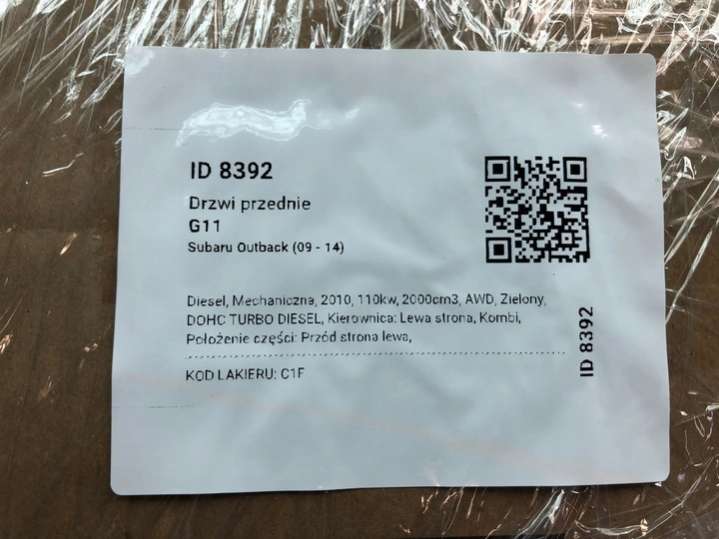 ID 8392
Drzwi przednie
G11
Subaru Outback (09 - 14)
Diesel, Mechaniczna, 2010, 110kw, 2000cm3, AWD, Zielony,
DOHC TURBO DIESEL, Kierownica: Lewa strona, Kombi,
Położenie części: Przód strona lewa,
KOD LAKIERU: C1F
ID 8392